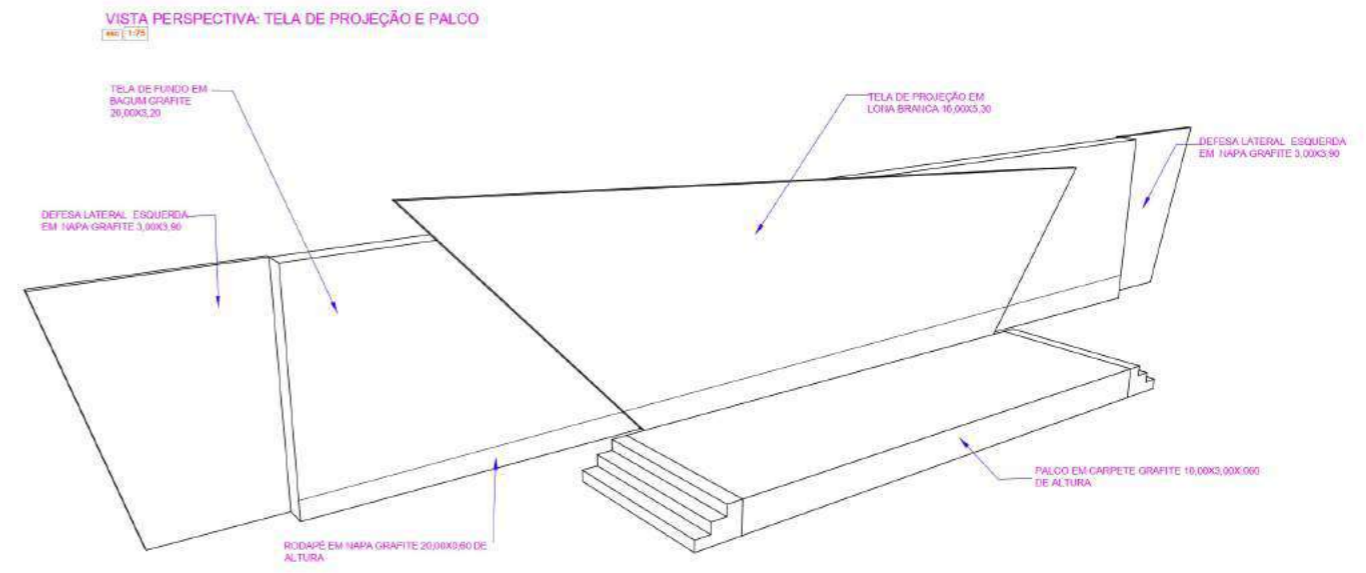 VISTA PERSPECTIVA: TELA DE PROJEÇÃO E PALCO
esc 1:75
TELA DE FUNDO EM
BAGUM GRAFITE
20,00X3,20
TELA DE PROJEÇÃO EM
LONA BRANCA 16,00X5,30
DEFESA LATERAL ESQUERDA
EM NAPA GRAFITE 3,00X3,90
DEFESA LATERAL ESQUERDA
EM NAPA GRAFITE 3,00X3,90
PALCO EM CARPETE GRAFITE 10,00X3,00X,060
DE ALTURA
RODAPÉ EM NAPA GRAFITE 20,00X0,60 DE
ALTURA